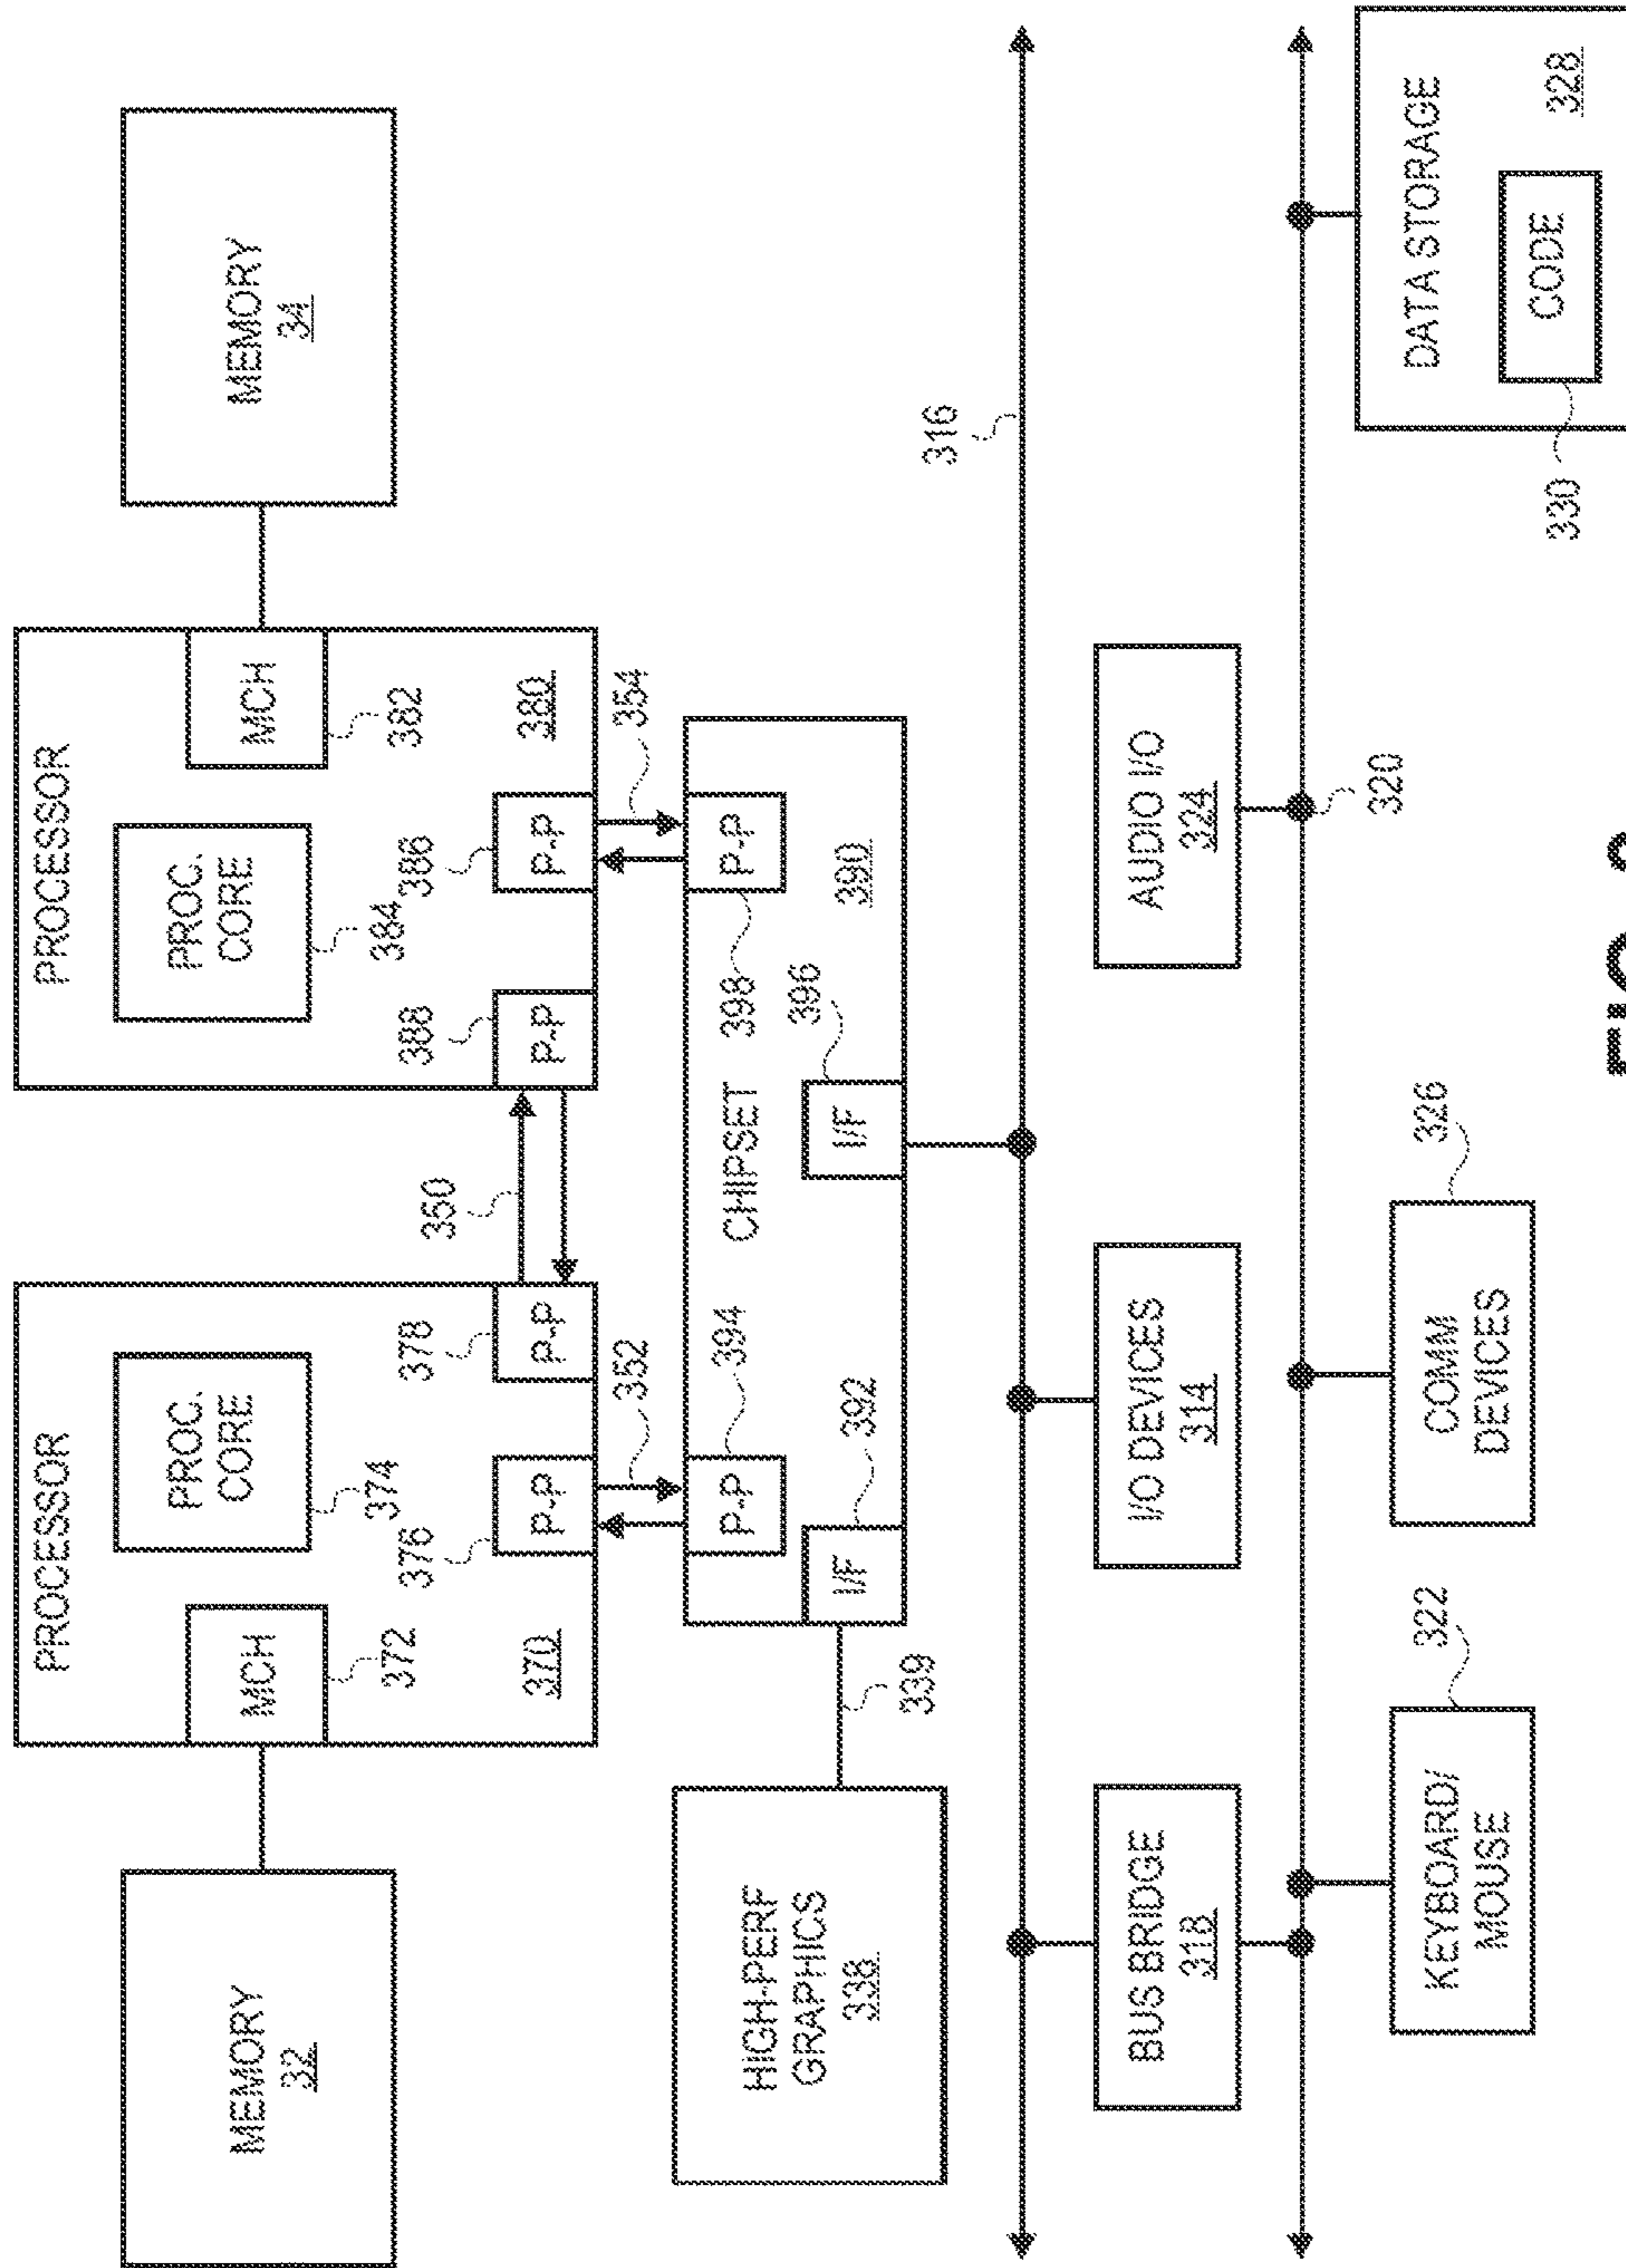 PROCESSOR
PROC.
CORE
374
MCH
372
376
378
P-P
P-P
370
PROCESSOR
PROC.
CORE
384
MCH
382
388
386
P-P
P-P
380
MEMORY
32
MEMORY
34
350
352
354
HIGH-PERF
GRAPHICS
338
339
P-P
394
CHIPSET
P-P
398
390
I/F
392
I/F
396
316
BUS BRIDGE
318
I/O DEVICES
314
AUDIO I/O
324
320
KEYBOARD/
MOUSE
322
COMM
DEVICES
326
DATA STORAGE
328
CODE
330